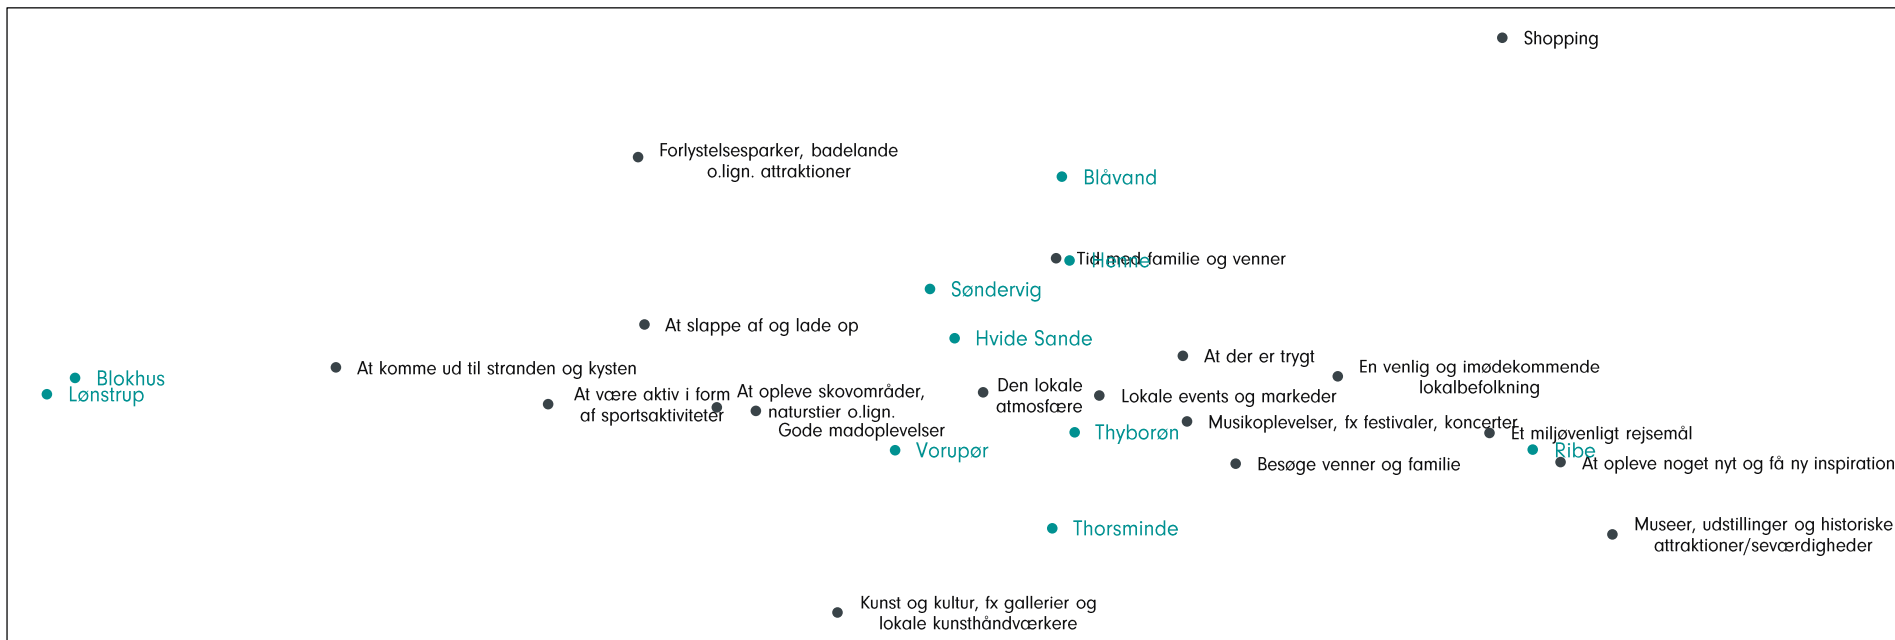 Shopping
Forlystelsesparker, badelande
o.lign. attraktioner
Blåvand
Tid med familie og venner
Henne
Søndervig
At slappe af og lade op
Hvide Sande
At der er trygt
At komme ud til stranden og kysten
En venlig og imødekommende
lokalbefolkning
Blokhus
Lønstrup
At være aktiv i form
af sportsaktiviteter
At opleve skovområder,
naturstier o.lign.
Gode madoplevelser
Den lokale
atmosfære
Lokale events og markeder
Musikoplevelser, fx festivaler, koncerter
Thyborøn
Et miljøvenligt rejsemål
Vorupør
Ribe
Besøge venner og familie
At opleve noget nyt og få ny inspiration
Thorsminde
Museer, udstillinger og historiske
attraktioner/seværdigheder
Kunst og kultur, fx gallerier og
lokale kunsthåndværkere